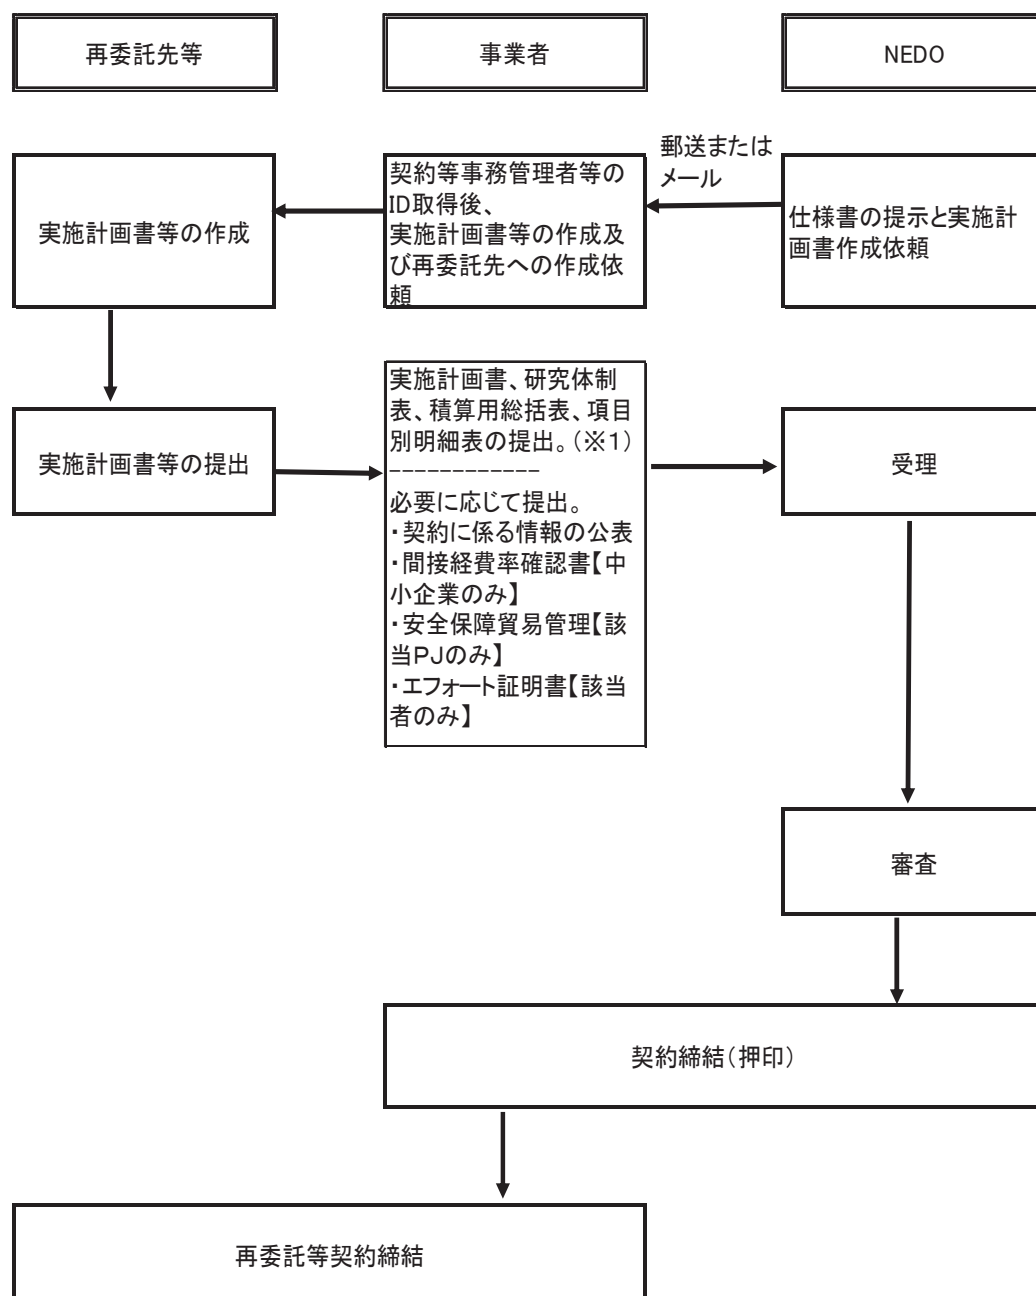 再委託先等
事業者
NEDO
郵送または
メール
実施計画書等の作成
契約等事務管理者等の
ID取得後、
実施計画書等の作成及
び再委託先への作成依
頼
仕様書の提示と実施計
画書作成依頼
実施計画書等の提出
実施計画書、研究体制
表、積算用総括表、項目
別明細表の提出。(※1)
------------
必要に応じて提出。
・契約に係る情報の公表
・間接経費率確認書【中
小企業のみ】
・安全保障貿易管理【該
当PJのみ】
・エフォート証明書【該当
者のみ】
受理
審査
契約締結(押印)
再委託等契約締結